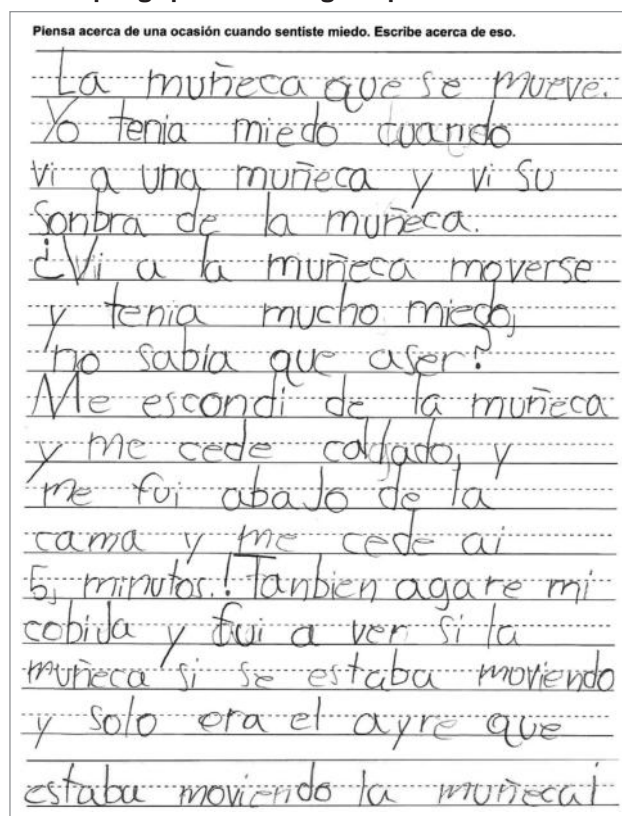 Piensa acerca de una ocasión cuando sentiste miedo. Escribe acerca de eso.
La muñeca que se mueve.
Yo tenia miedo cuando
vi a una muñeca y vi su
sonbra de la muñeca.
¿Vi a la muñeca moverse
y tenia mucho miedo,
no sabia que aser?
Me escondi de la muñeca
y me cede calljado, y
me fui abaJo de la
cama y me cede ai
5, minutos.! Tanbien agare mi
cobiJa y fui a ver si la
muñeca si se estaba moviendo
y solo era el ayre que
estaba moviendo la muñeca¡